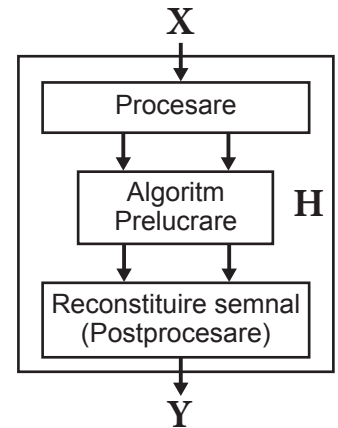 X
Procesare
Algoritm
Prelucrare
H
Reconstituire semnal
(Postprocesare)
Y